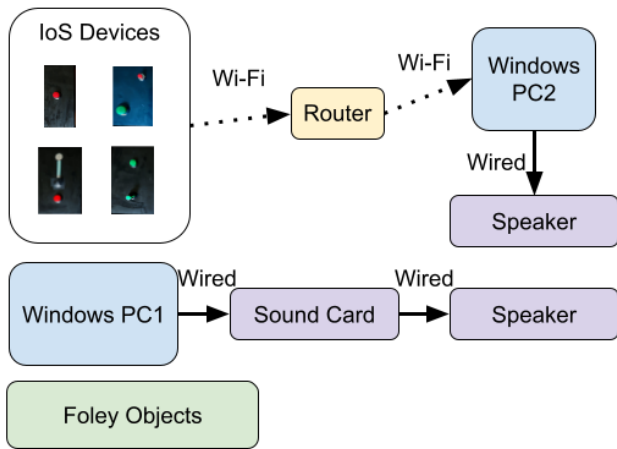 IoS Devices
Wi-Fi
Router
Wi-Fi
Windows
PC2
Wired
Speaker
Windows PC1
Wired
Sound Card
Wired
Speaker
Foley Objects